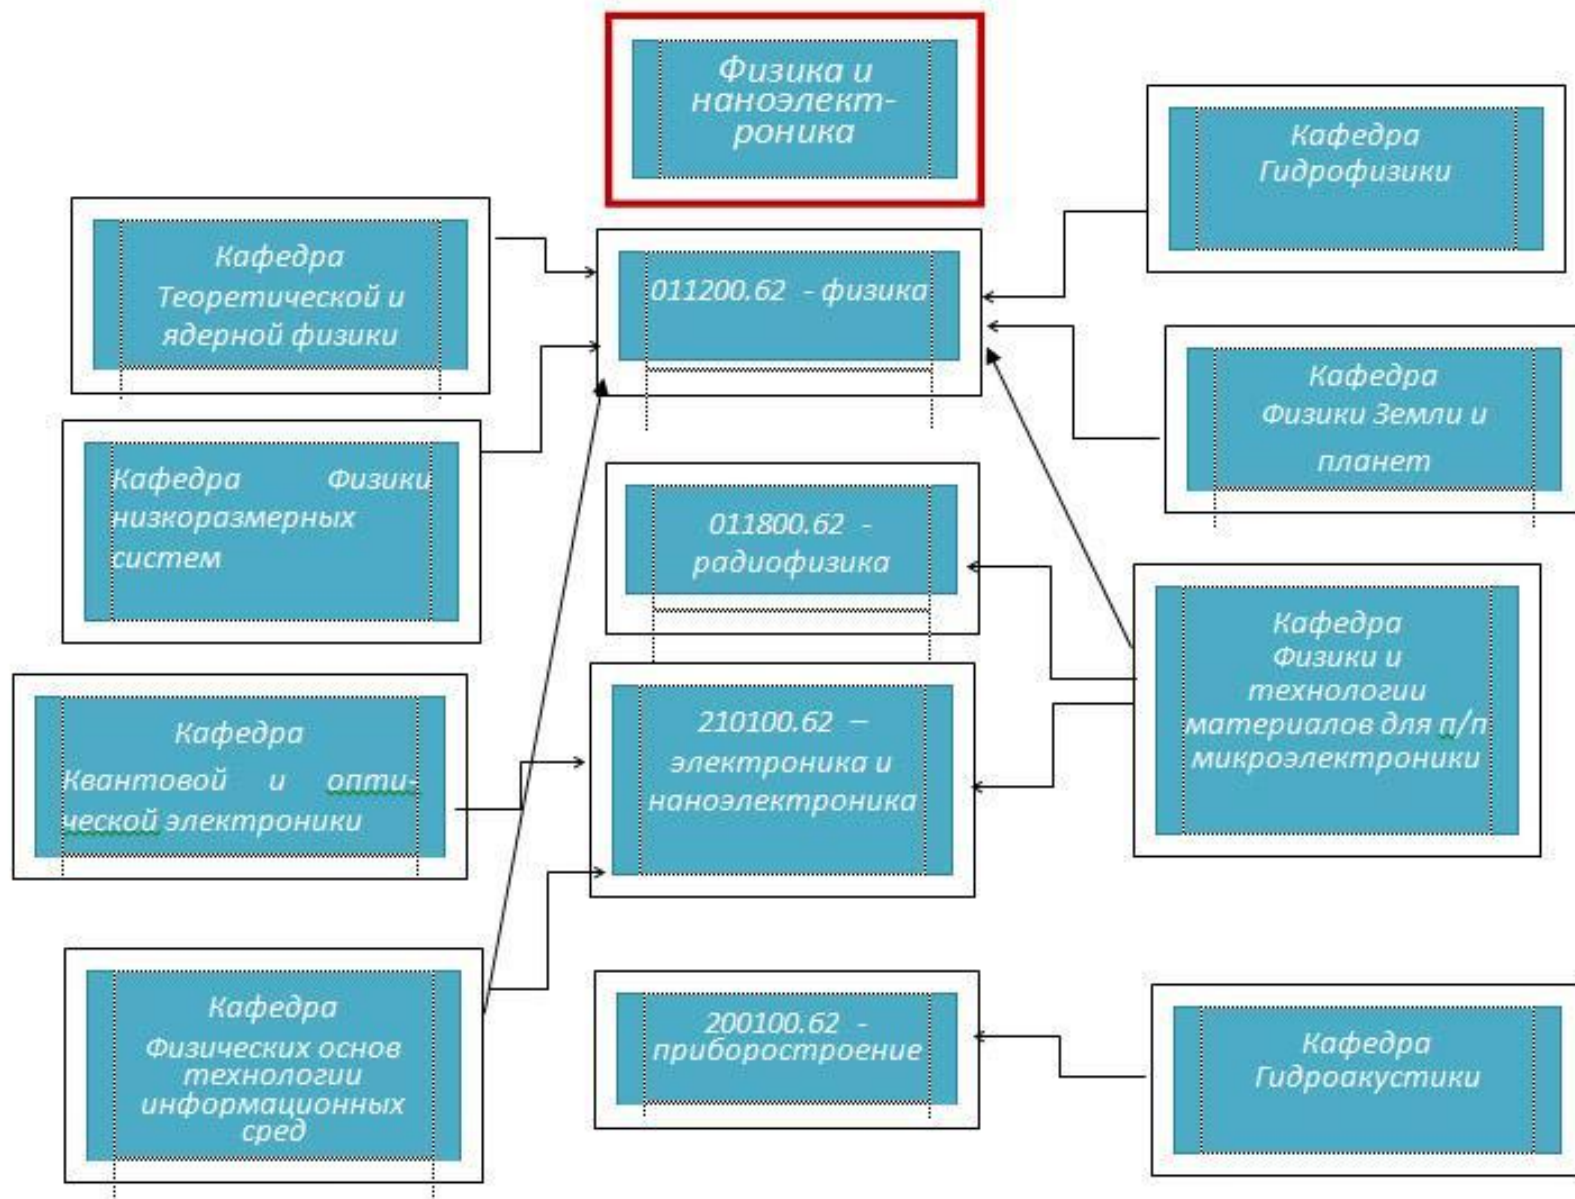 Физика и
наноэлект-
роника
Кафедра
Гидрофизики
Кафедра
Теоретической и
ядерной физики
011200.62 - физика
Кафедра
Физики Земли и
планет
Кафедра Физики
низкоразмерных
систем
011800.62 -
радиофизика
Кафедра
Физики и
технологии
материалов для п/п
микроэлектроники
Кафедра
Квантовой и опти-
ческой электроники
210100.62 –
электроника и
наноэлектроника
Кафедра
Физических основ
технологии
информационных
сред
200100.62 -
приборостроение
Кафедра
Гидроакустики